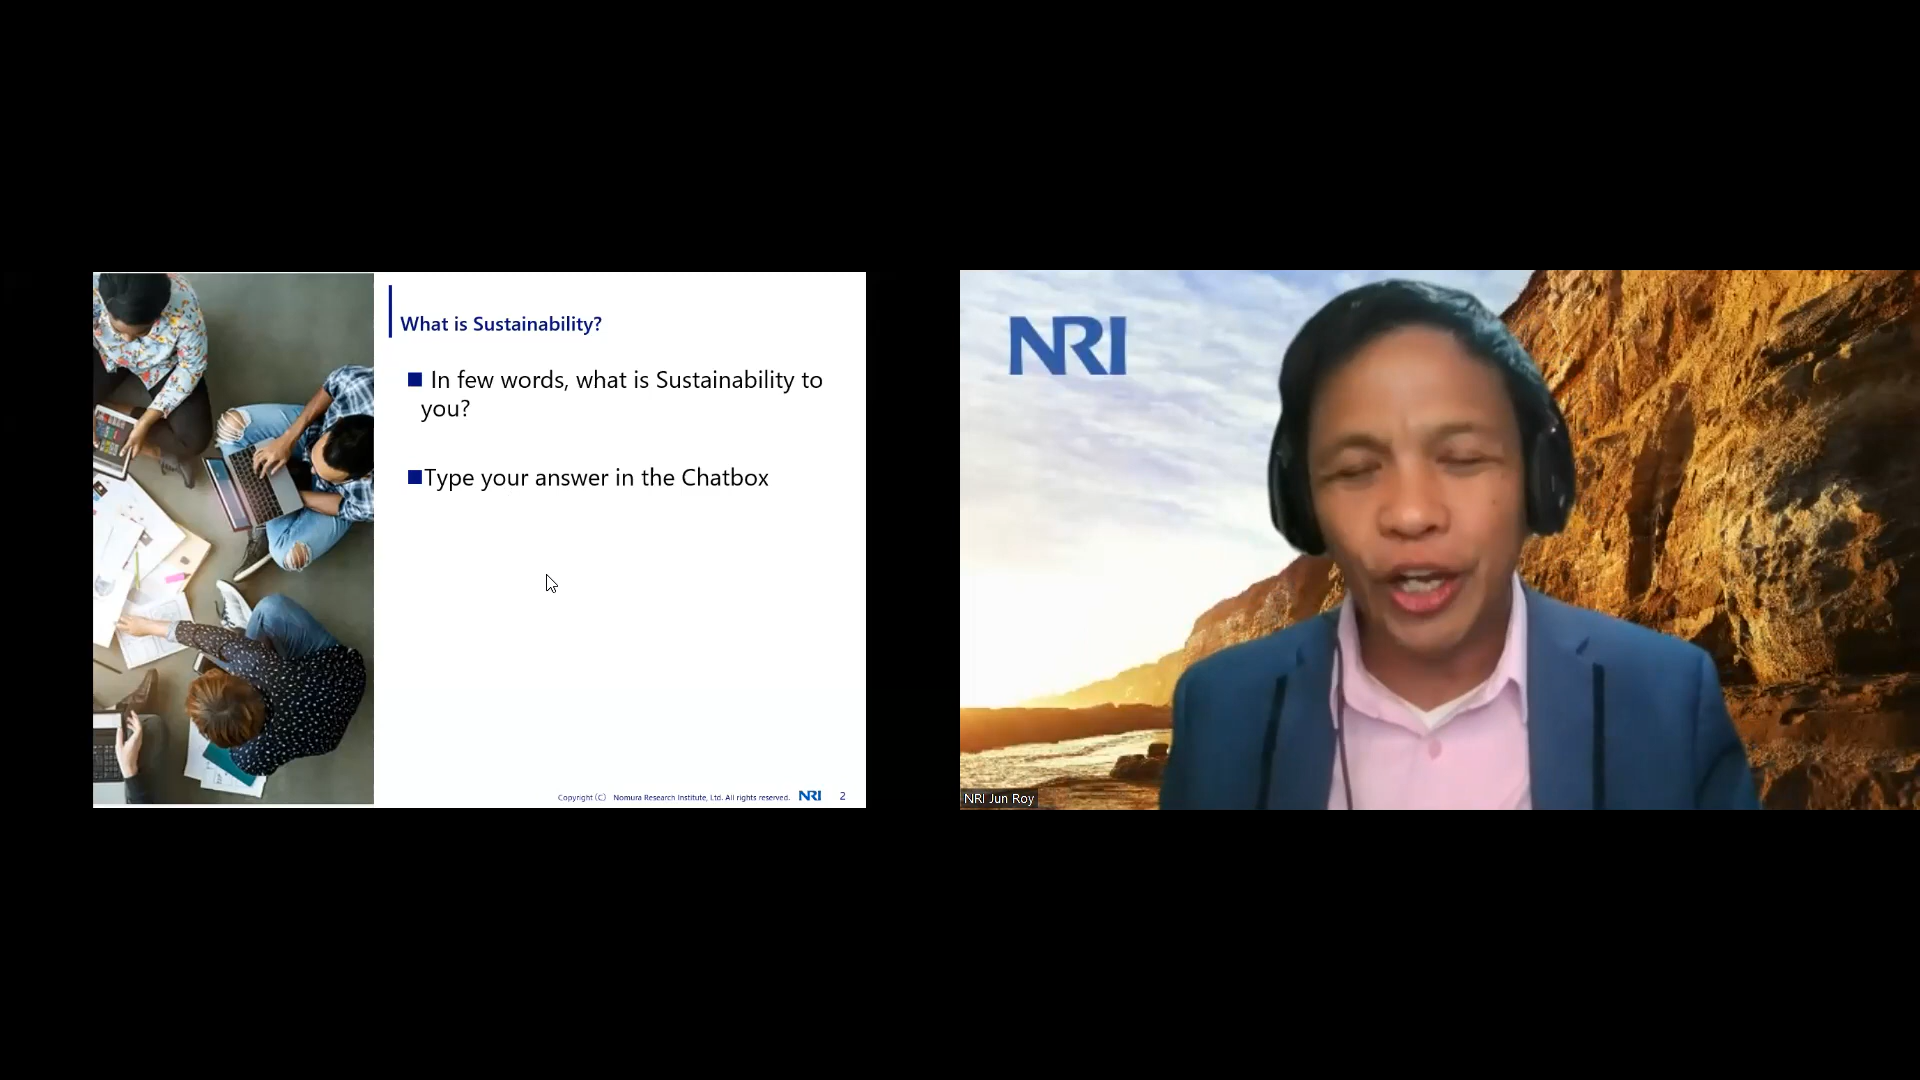 What is Sustainability?
■ In few words, what is Sustainability to
you?
■Type your answer in the Chatbox
Copyright (C) Nomura Research Institute, Ltd. All rights reserved. NRI 2
NRI
NRI Jun Roy